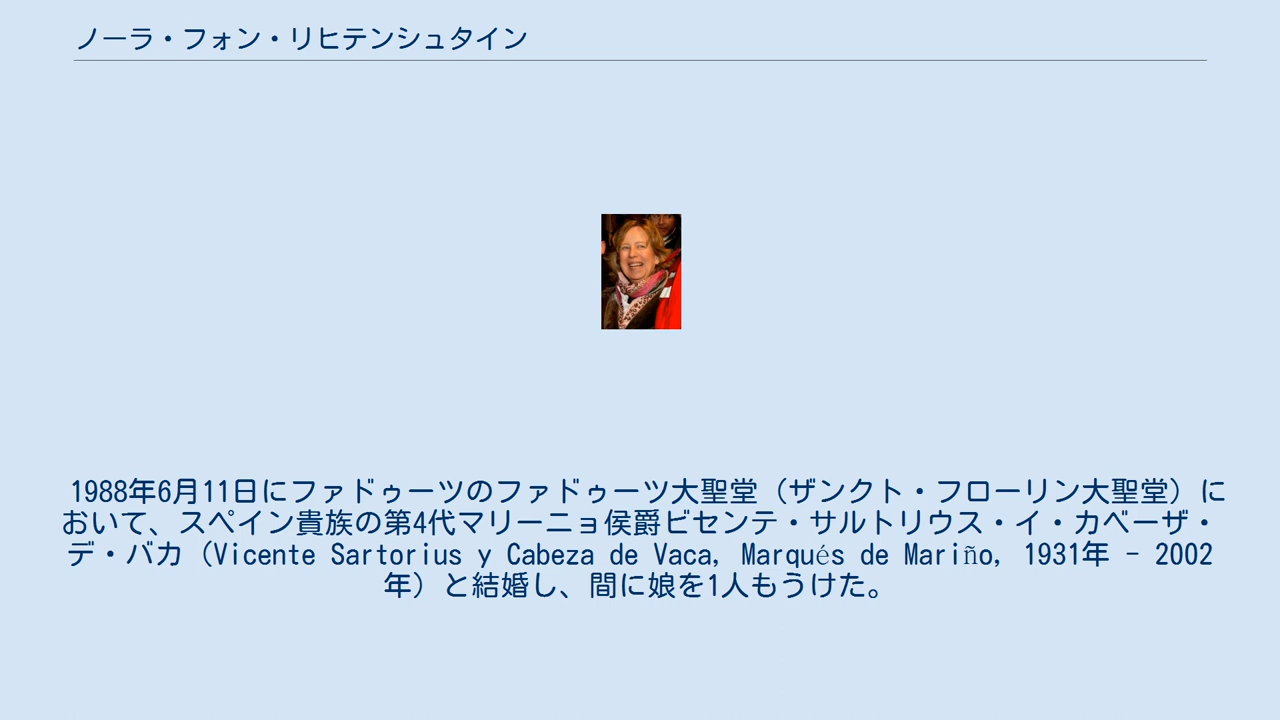 ノーラ・フォン・リヒテンシュタイン
1988年6月11日にファドゥーツのファドゥーツ大聖堂（ザンクト・フローリン大聖堂）に
おいて、スペイン貴族の第4代マリーニョ侯爵ビセンテ・サルトリウス・イ・カベーザ・
デ・バカ（Vicente Sartorius y Cabeza de Vaca, Marqués de Mariño, 1931年 - 2002
年）と結婚し、間に娘を1人もうけた。